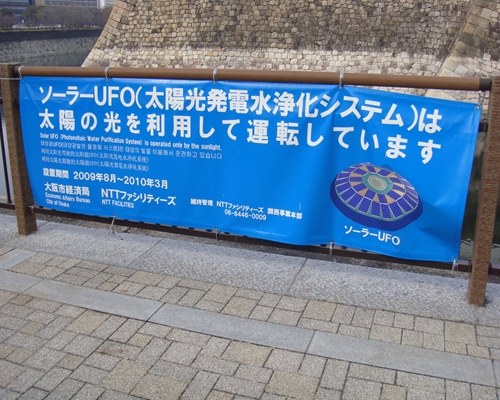 ソーラーUFO(太陽光発電水浄化システム)は
太陽の光を利用して運転しています
Solar UFO (Photovoltaic Water Purification System) is operated only by the sunlight.
設置期間 2009年8月~2010年3月
大阪市経済局
Economic Affairs Bureau
City of Osaka
NTTファシリティーズ
NTT FACILITIES
維持管理 NTTファシリティーズ 関西事業本部
06-6446-0009
ソーラーUFO